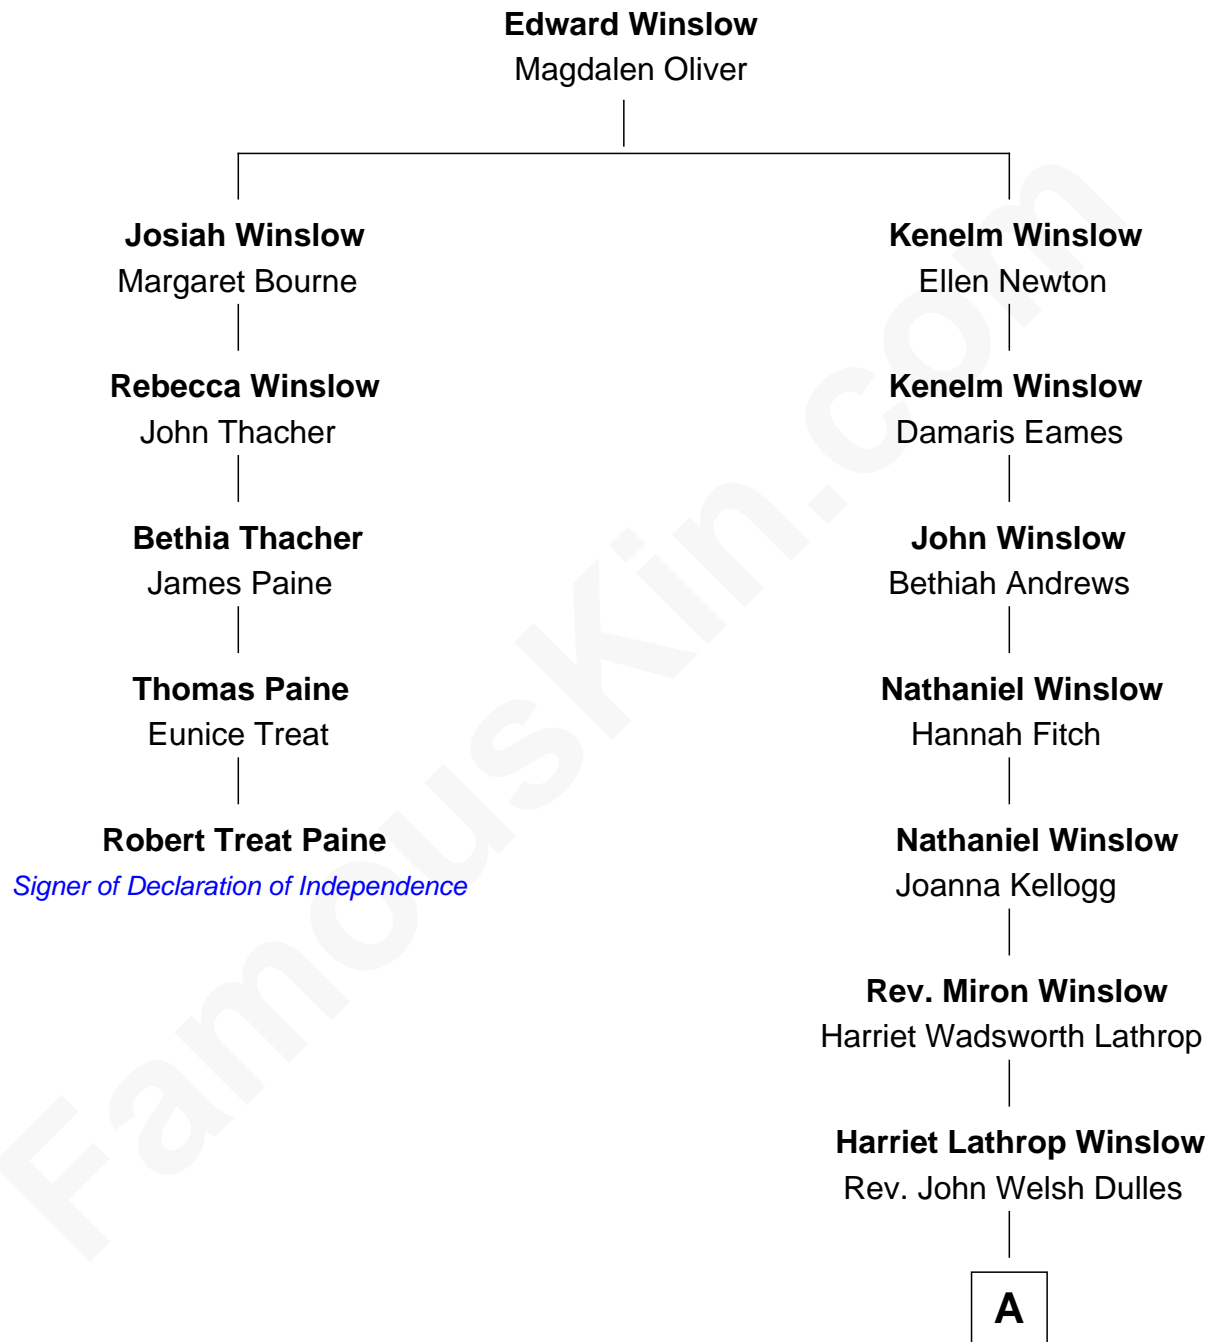 Edward Winslow
Magdalen Oliver
Josiah Winslow
Margaret Bourne
Rebecca Winslow
John Thacher
Bethia Thacher
James Paine
Thomas Paine
Eunice Treat
Robert Treat Paine
Signer of Declaration of Independence
Kenelm Winslow
Ellen Newton
Kenelm Winslow
Damaris Eames
John Winslow
Bethiah Andrews
Nathaniel Winslow
Hannah Fitch
Nathaniel Winslow
Joanna Kellogg
Rev. Miron Winslow
Harriet Wadsworth Lathrop
Harriet Lathrop Winslow
Rev. John Welsh Dulles
A
FamousKin.com